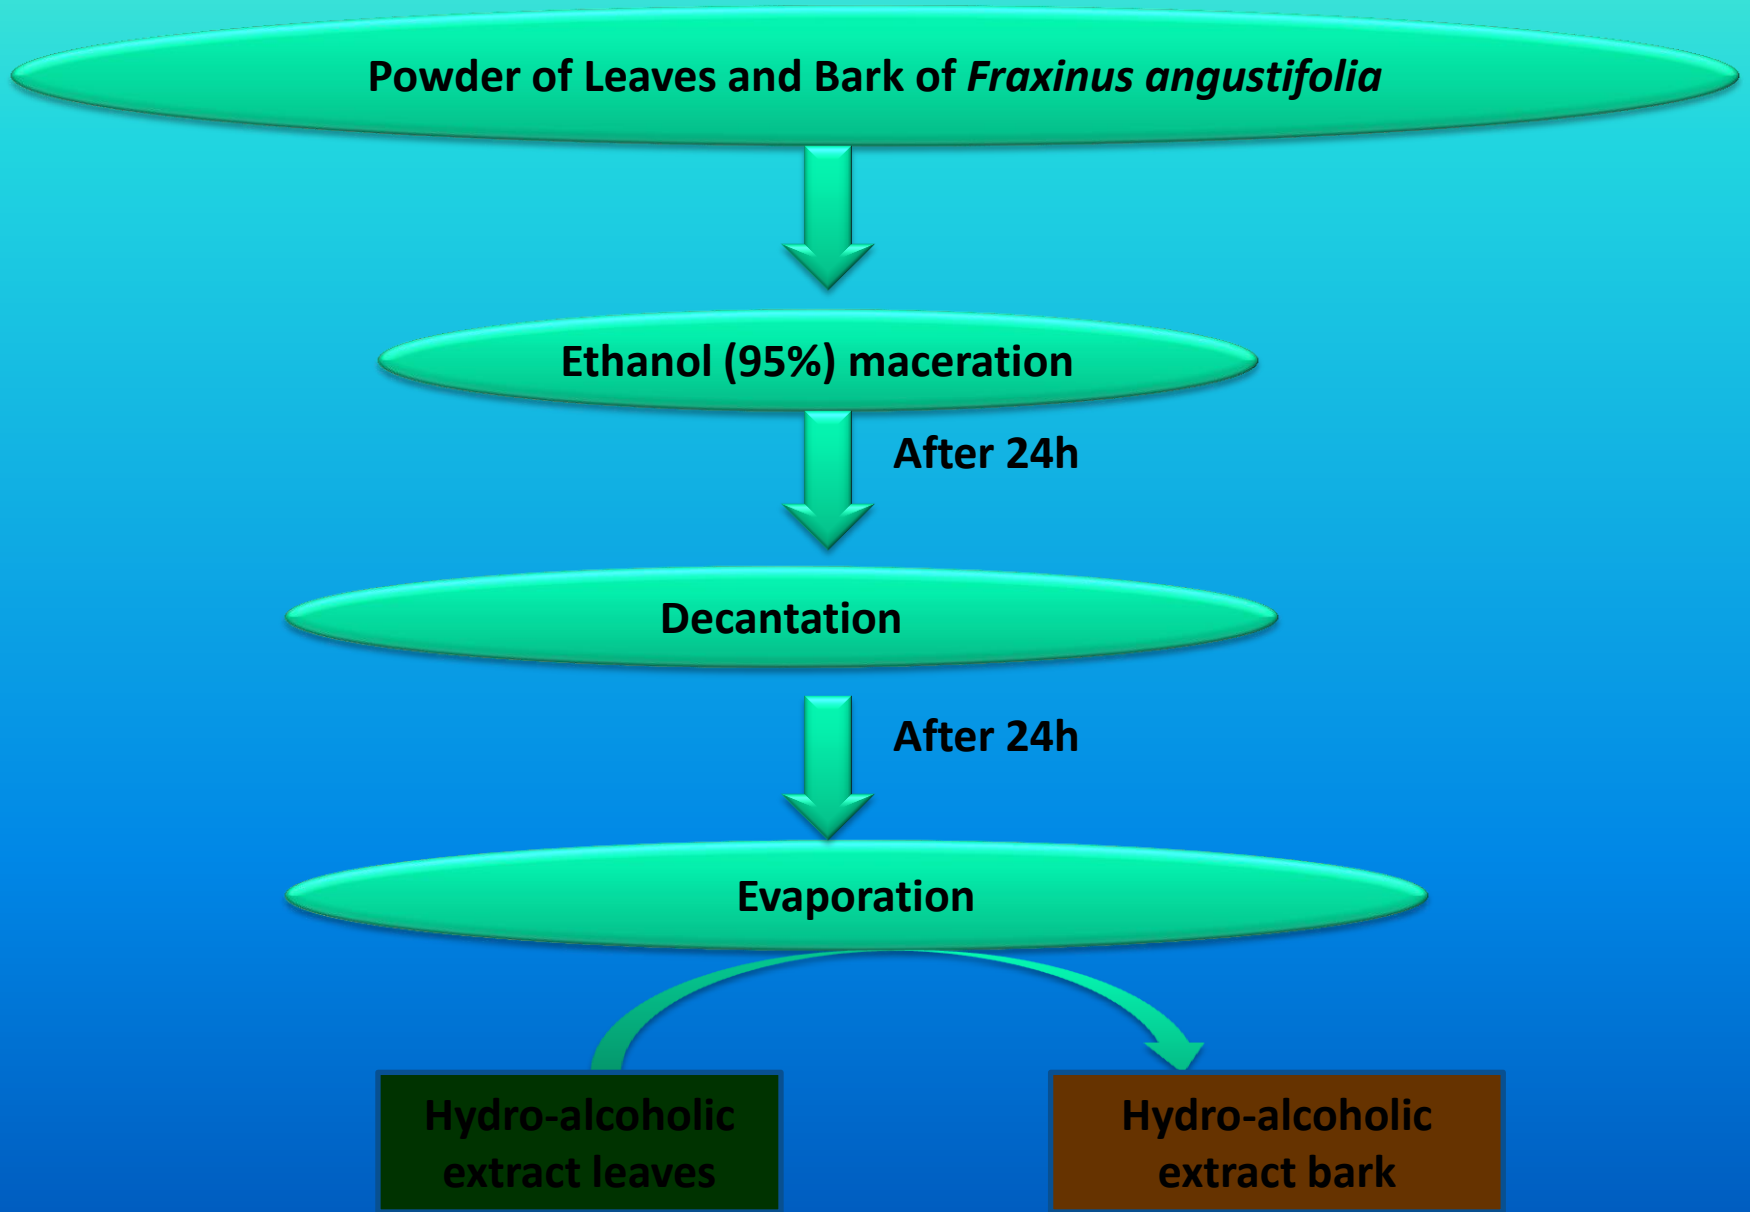 Powder of Leaves and Bark of Fraxinus angustifolia
Ethanol (95%) maceration
After 24h
Decantation
After 24h
Evaporation
Hydro-alcoholic
extract leaves
Hydro-alcoholic
extract bark